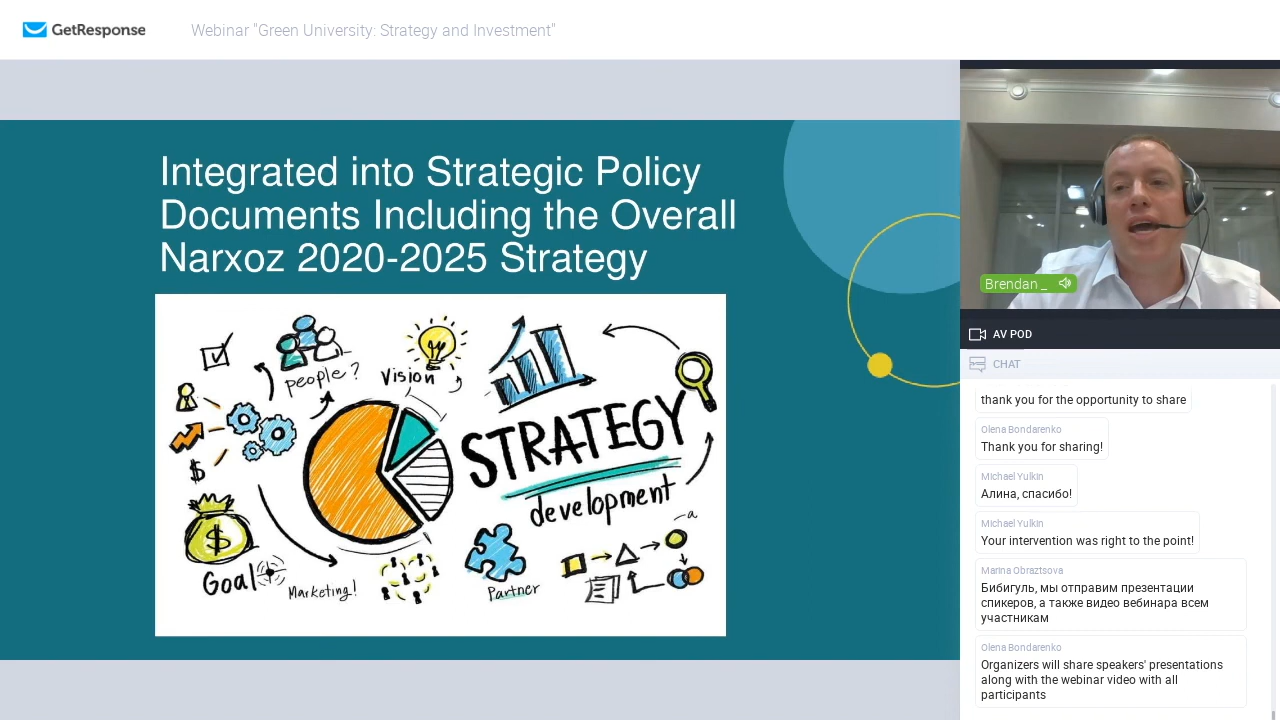 GetResponse
Webinar "Green University: Strategy and Investment"
Integrated into Strategic Policy
Documents Including the Overall
Narxoz 2020-2025 Strategy
people?
Vision
STRATEGY
development
$
$
Goal
Marketing!
Partner
Brendan _
AV POD
CHAT
thank you for the opportunity to share
Olena Bondarenko
Thank you for sharing!
Michael Yulkin
Алина, спасибо!
Michael Yulkin
Your intervention was right to the point!
Marina Obraztsova
Бибигуль, мы отправим презентации
спикеров, а также видео вебинара всем
участникам
Olena Bondarenko
Organizers will share speakers' presentations
along with the webinar video with all
participants